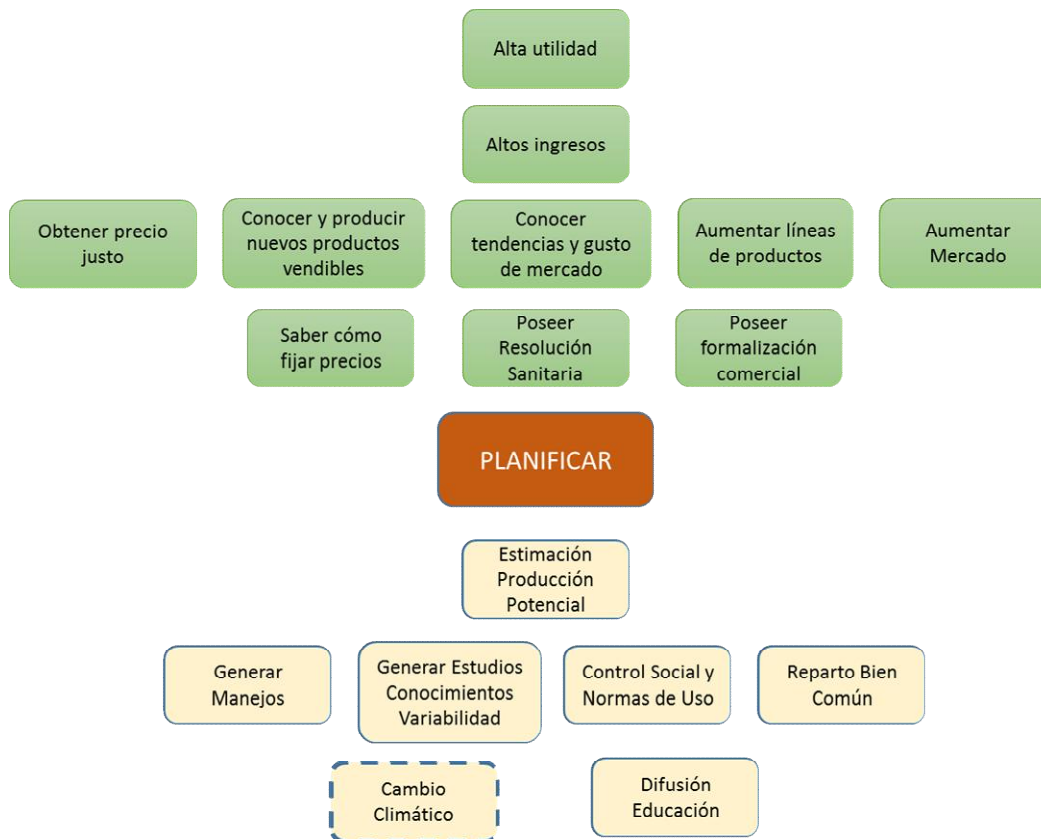 Alta utilidad
Altos ingresos
Obtener precio
justo
Conocer y producir
nuevos productos
vendibles
Conocer
tendencias y gusto
de mercado
Aumentar líneas
de productos
Aumentar
Mercado
Saber cómo
fijar precios
Poseer
Resolución
Sanitaria
Poseer
formalización
comercial
PLANIFICAR
Estimación
Producción
Potencial
Generar
Manejos
Generar Estudios
Conocimientos
Variabilidad
Control Social y
Normas de Uso
Reparto Bien
Común
Cambio
Climático
Difusión
Educación